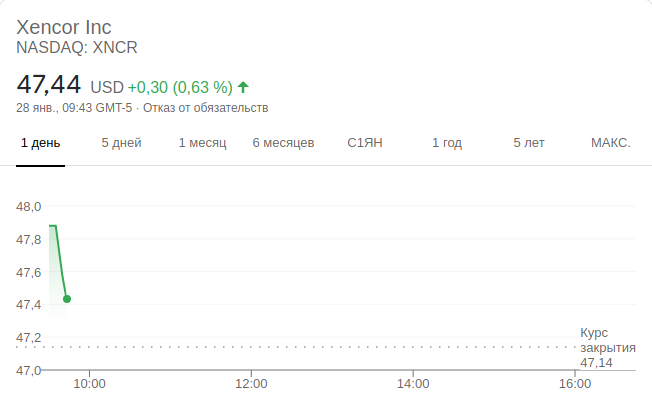 Xencor Inc
NASDAQ: XNCR
47,44 USD +0,30 (0,63 %) ↑
28 янв., 09:43 GMT-5 · Отказ от обязательств
1 день 5 дней 1 месяц 6 месяцев С1ЯН 1 год 5 лет МАКС.
48,0
47,8
47,6
47,4
47,2
Курс
закрытия
47,14
47,0
10:00 12:00 14:00 16:00